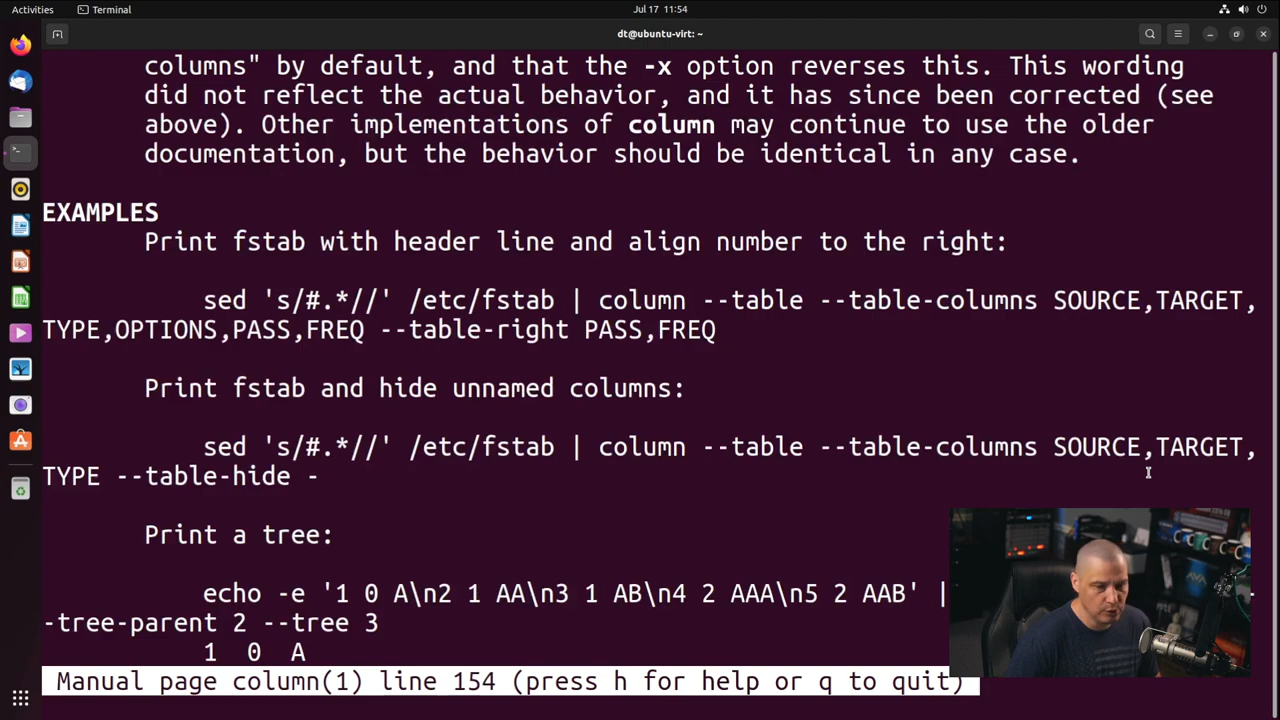 Activities
Terminal
Jul 17 11:54
dt@ubuntu-virt: ~
columns" by default, and that the -x option reverses this. This wording
did not reflect the actual behavior, and it has since been corrected (see
above). Other implementations of column may continue to use the older
documentation, but the behavior should be identical in any case.
EXAMPLES
Print fstab with header line and align number to the right:
sed 's/#.*//' /etc/fstab | column --table --table-columns SOURCE,TARGET,
TYPE,OPTIONS,PASS,FREQ --table-right PASS,FREQ
Print fstab and hide unnamed columns:
sed 's/#.*//' /etc/fstab | column --table --table-columns SOURCE,TARGET,
TYPE --table-hide -
Print a tree:
echo -e '1 0 A\n2 1 AA\n3 1 AB\n4 2 AAA\n5 2 AAB' | -
-tree-parent 2 --tree 3
1 0 A
Manual page column(1) line 154 (press h for help or q to quit)